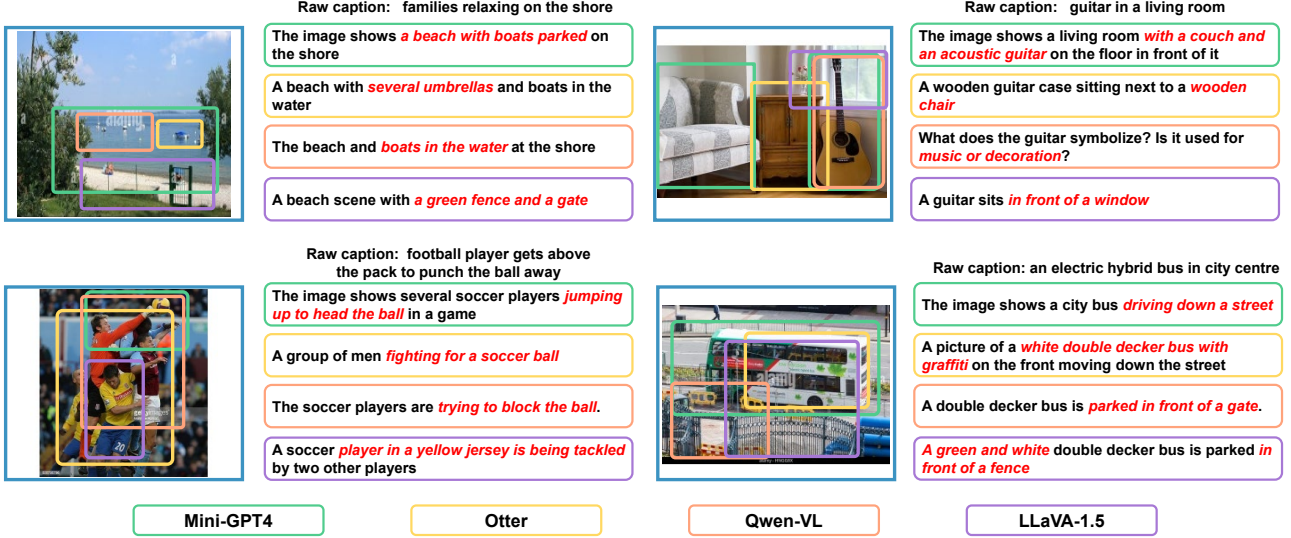 Raw caption: families relaxing on the shore
The image shows a beach with boats parked on
the shore
A beach with several umbrellas and boats in the
water
The beach and boats in the water at the shore
A beach scene with a green fence and a gate
alamy
a
a
a
Raw caption: guitar in a living room
The image shows a living room with a couch and
an acoustic guitar on the floor in front of it
A wooden guitar case sitting next to a wooden
chair
What does the guitar symbolize? Is it used for
music or decoration?
A guitar sits in front of a window
Raw caption: football player gets above
the pack to punch the ball away
The image shows several soccer players jumping
up to head the ball in a game
A group of men fighting for a soccer ball
The soccer players are trying to block the ball.
A soccer player in a yellow jersey is being tackled
by two other players
20
Raw caption: an electric hybrid bus in city centre
The image shows a city bus driving down a street
A picture of a white double decker bus with
graffiti on the front moving down the street
A double decker bus is parked in front of a gate.
A green and white double decker bus is parked in
front of a fence
alamy
Mini-GPT4
Otter
Qwen-VL
LLaVA-1.5